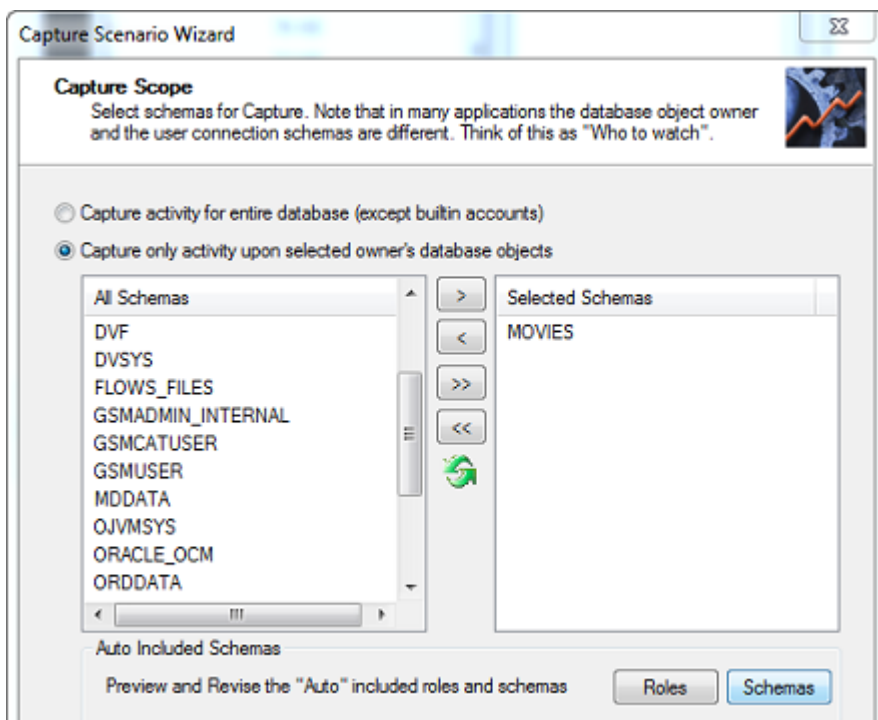 Capture Scenario Wizard
Capture Scope
Select schemas for Capture. Note that in many applications the database object owner
and the user connection schemas are different. Think of this as "Who to watch".
Capture activity for entire database (except builtin accounts)
Capture only activity upon selected owner's database objects
All Schemas
DVF
DVSYS
FLOWS_FILES
GSMADMIN_INTERNAL
GSMCATUSER
GSMUSER
MDDATA
OJVMSYS
ORACLE_OCM
ORDDATA
>
<
>>
<<
Selected Schemas
MOVIES
Auto Included Schemas
Preview and Revise the "Auto" included roles and schemas
Roles
Schemas